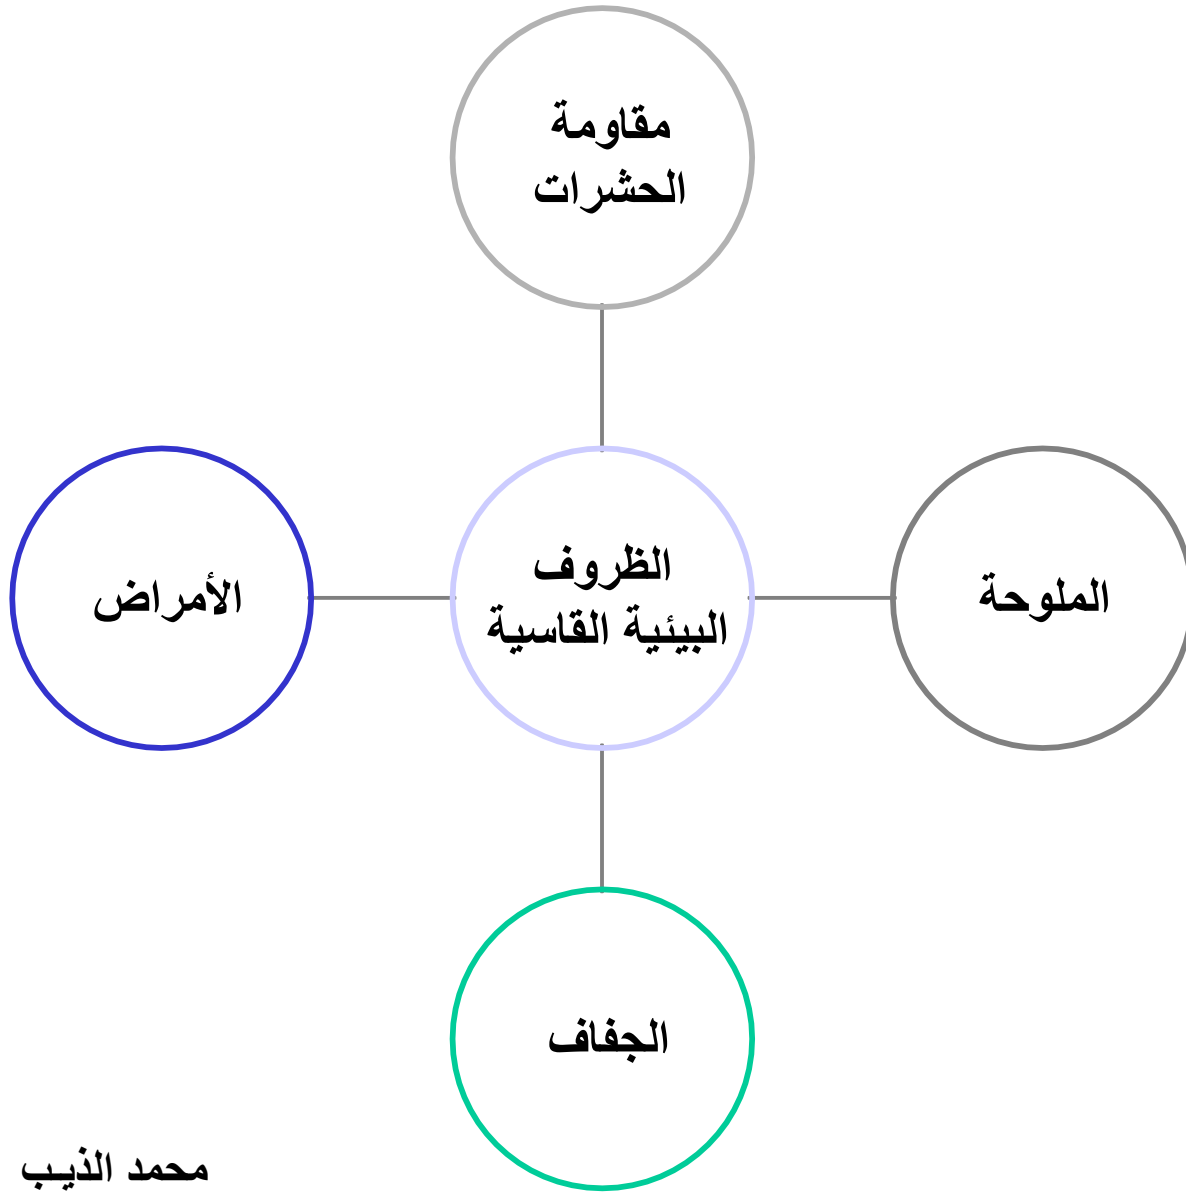 مقاومة
الحشرات
الظروف
البيئية القاسية
الملوحة
الأمراض
الجفاف
محمد الذيب